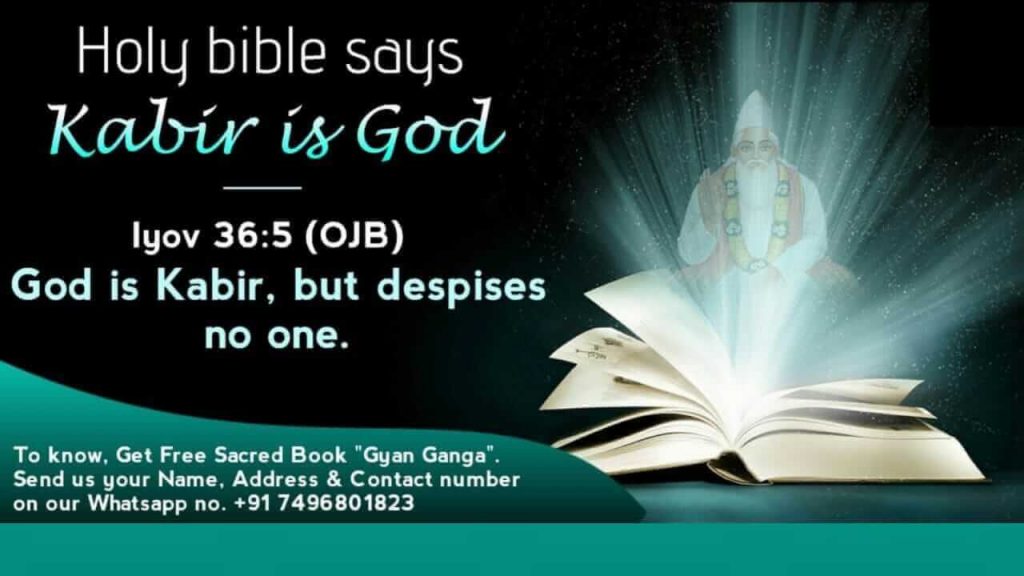 Holy bible says
Kabir is God
Iyov 36:5 (OJB)
God is Kabir, but despises
no one.
To know, Get Free Sacred Book "Gyan Ganga".
Send us your Name, Address & Contact number
on our Whatsapp no. +91 7496801823